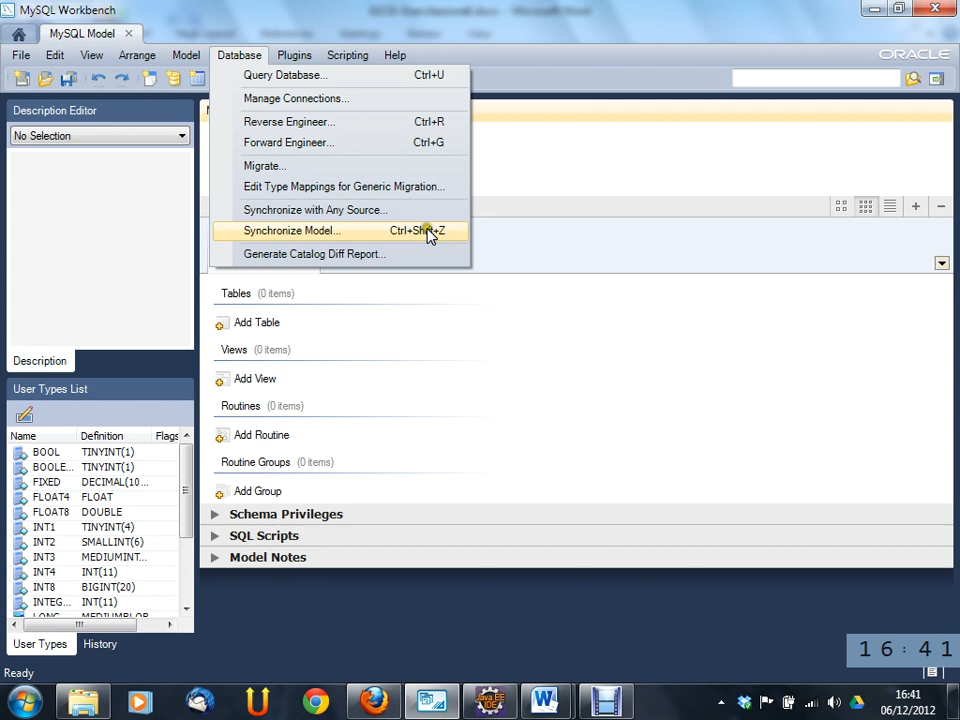 MySQL Workbench
MySQL Model
File Edit View Arrange Model Database Plugins Scripting Help
ORACLE
Query Database... Ctrl+U
Manage Connections...
Reverse Engineer... Ctrl+R
Forward Engineer... Ctrl+G
Migrate...
Edit Type Mappings for Generic Migration...
Synchronize with Any Source...
Synchronize Model... Ctrl+Shift+Z
Generate Catalog Diff Report...
Description Editor
No Selection
Description
Tables (0 items)
Add Table
Views (0 items)
Add View
Routines (0 items)
Add Routine
Routine Groups (0 items)
Add Group
Schema Privileges
SQL Scripts
Model Notes
User Types List
Name Definition Flags
BOOL TINYINT(1)
BOOLE... TINYINT(1)
FIXED DECIMAL(10...
FLOAT4 FLOAT
FLOAT8 DOUBLE
INT1 TINYINT(4)
INT2 SMALLINT(6)
INT3 MEDIUMINT...
INT4 INT(11)
INT8 BIGINT(20)
INTEG... INT(11)
LONG MEDIUMBLOB
User Types History
Ready
16:41
Java EE
IDE
16:41
06/12/2012